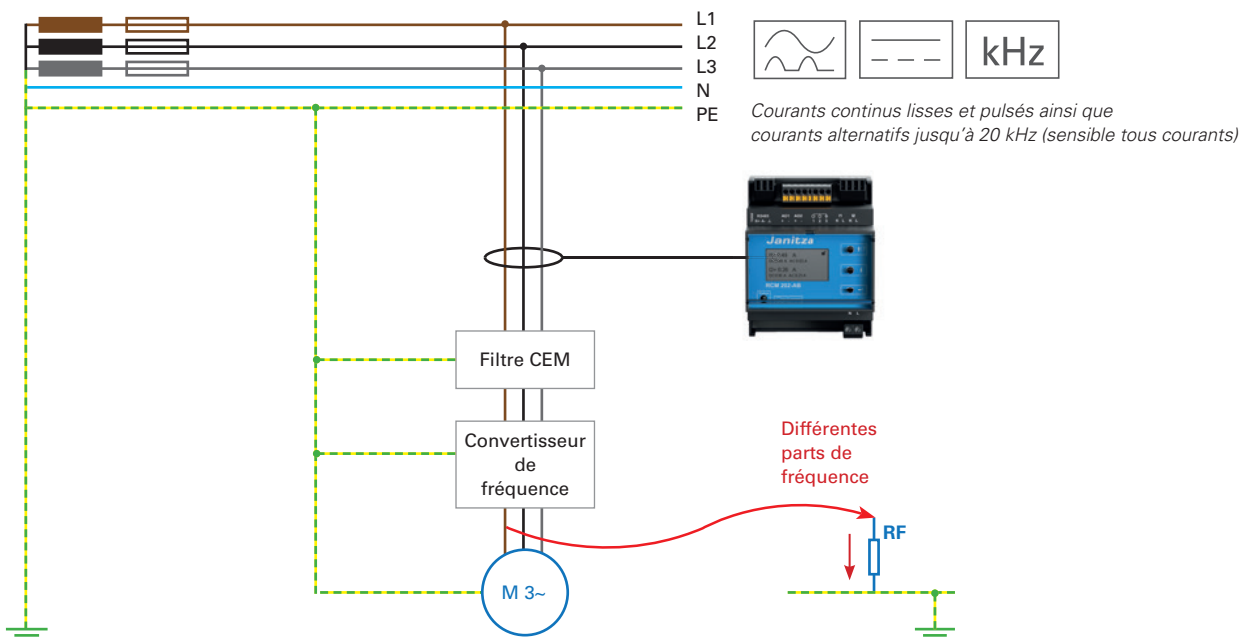 L1
L2
L3
N
PE
kHz
Courants continus lisses et pulsés ainsi que
courants alternatifs jusqu'à 20 kHz (sensible tous courants)
Janitza
RCM 202-AB
Filtre CEM
Convertisseur
de
fréquence
M 3~
Différentes
parts de
fréquence
RF